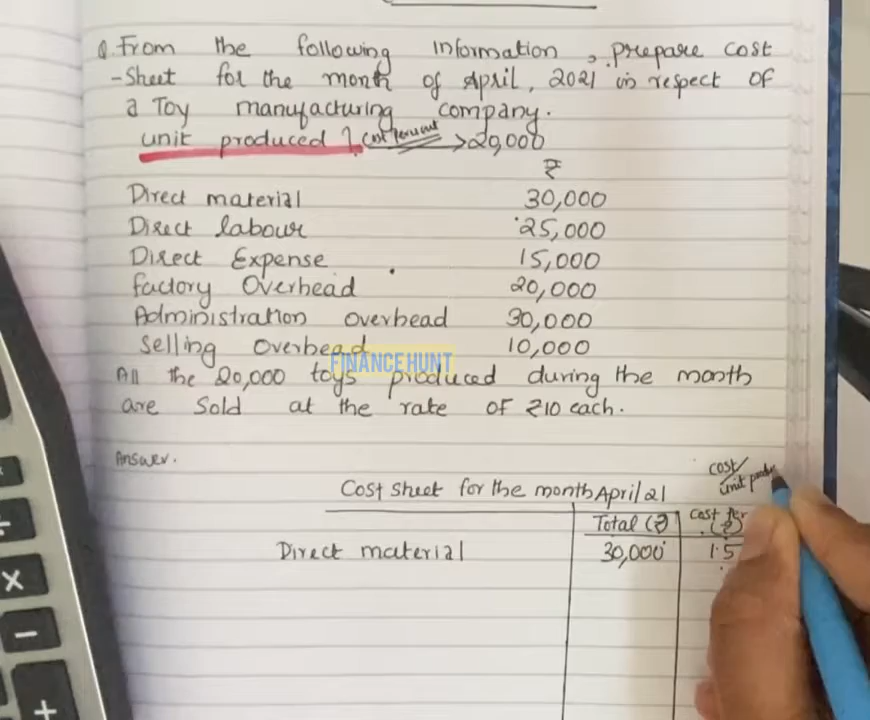 Q. From the following information, prepare cost
-Sheet for the month of April, 2021 in respect of
a Toy manufacturing company.
unit produced ? Cost per unit > 20,000
₹
Direct material 30,000
Direct labour 25,000
Direct Expense 15,000
factory Overhead 20,000
Administration overhead 30,000
Selling Overhead 10,000
FINANCE HUNT
All the 20,000 toys produced during the month
are Sold at the rate of ₹10 each.
Answer.
cost/
unit produ
Cost sheet for the month April 21
Total (₹) cost per
(₹)
Direct material 30,000 1.5